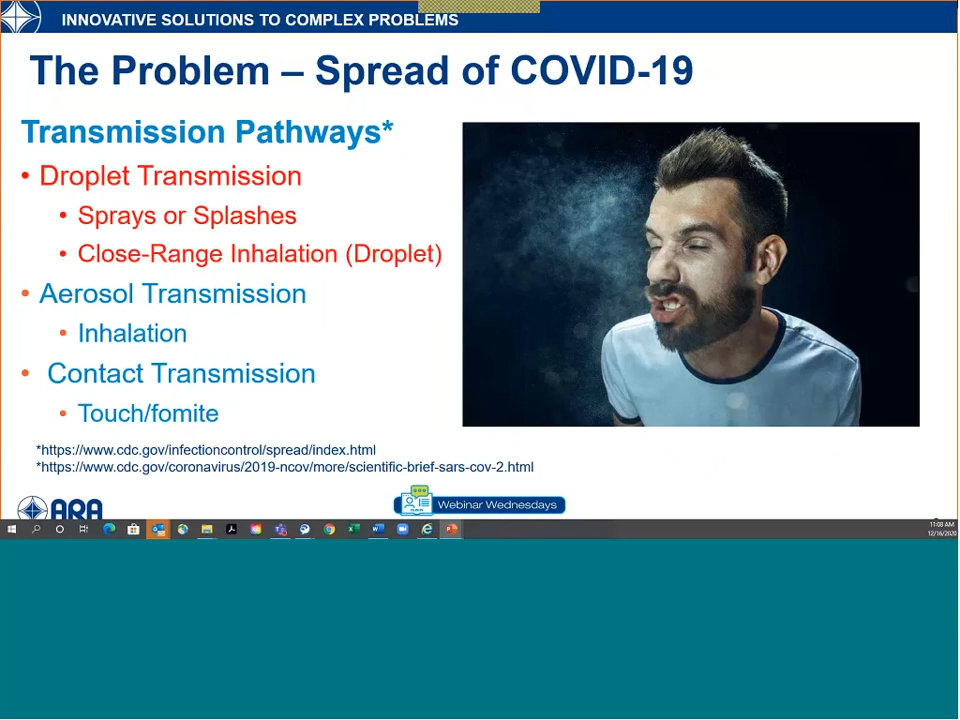 INNOVATIVE SOLUTIONS TO COMPLEX PROBLEMS
The Problem – Spread of COVID-19
Transmission Pathways*
• Droplet Transmission
• Sprays or Splashes
• Close-Range Inhalation (Droplet)
• Aerosol Transmission
• Inhalation
• Contact Transmission
• Touch/fomite
*https://www.cdc.gov/infectioncontrol/spread/index.html
*https://www.cdc.gov/coronavirus/2019-ncov/more/scientific-brief-sars-cov-2.html
ARA
Webinar Wednesdays
11:08 AM
12/16/2020